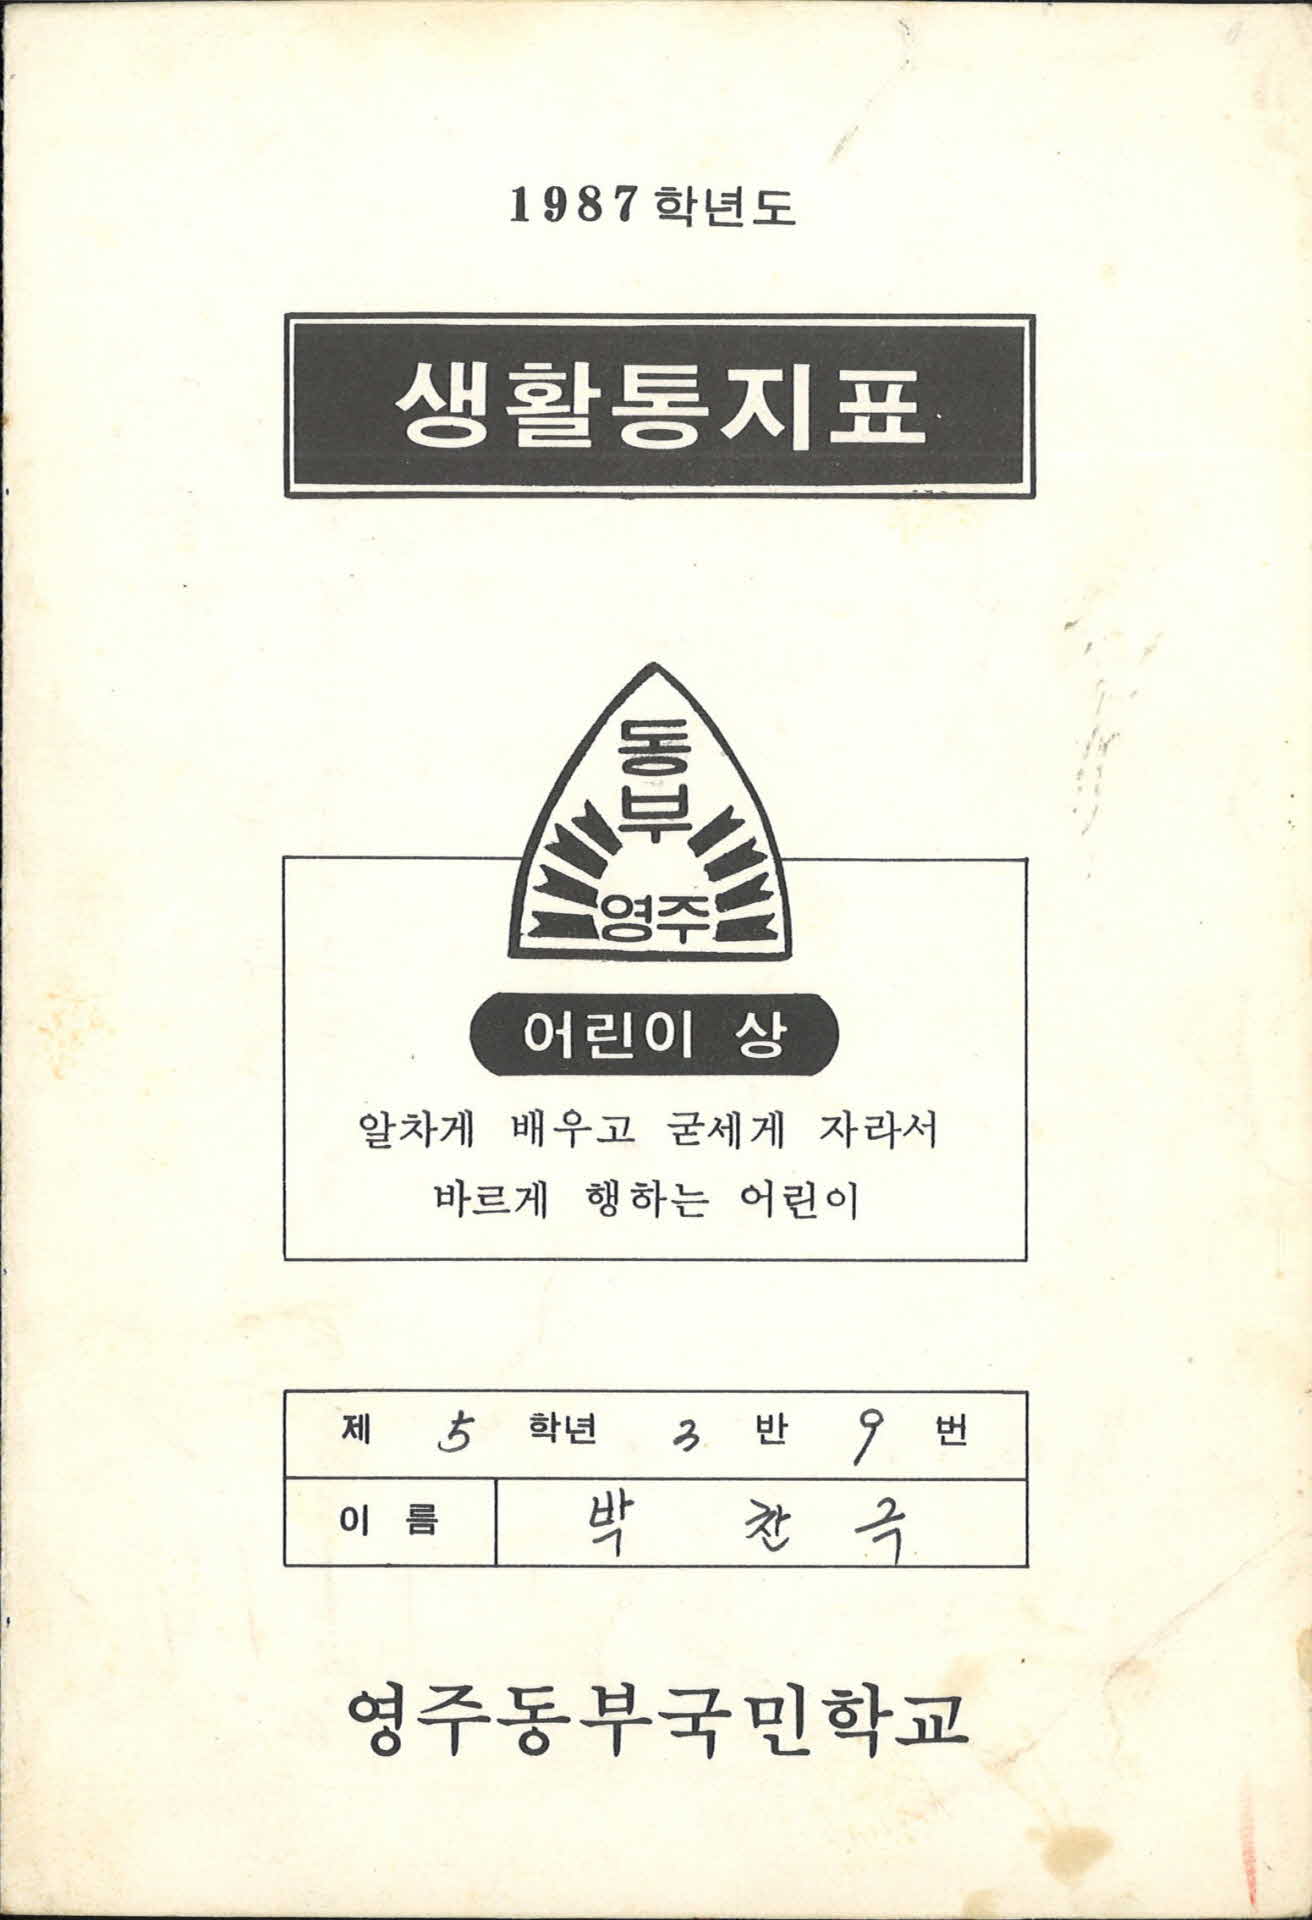 1987학년도
생활통지표
동
부
영주
어린이 상
알차게 배우고 굳세게 자라서
바르게 행하는 어린이
제 5 학년 3 반 9 번
이 름 박 찬 극
영주동부국민학교